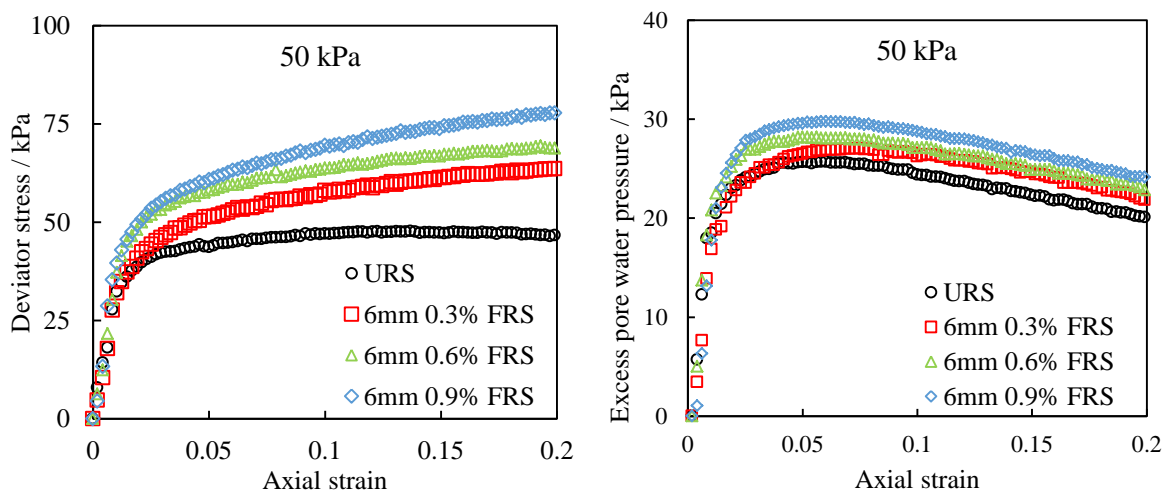 50 kPa
Deviator stress / kPa
100
75
50
25
0
URS
6mm 0.3% FRS
6mm 0.6% FRS
6mm 0.9% FRS
0 0.05 0.1 0.15 0.2
Axial strain
50 kPa
Excess pore water pressure / kPa
40
30
20
10
0
URS
6mm 0.3% FRS
6mm 0.6% FRS
6mm 0.9% FRS
0 0.05 0.1 0.15 0.2
Axial strain